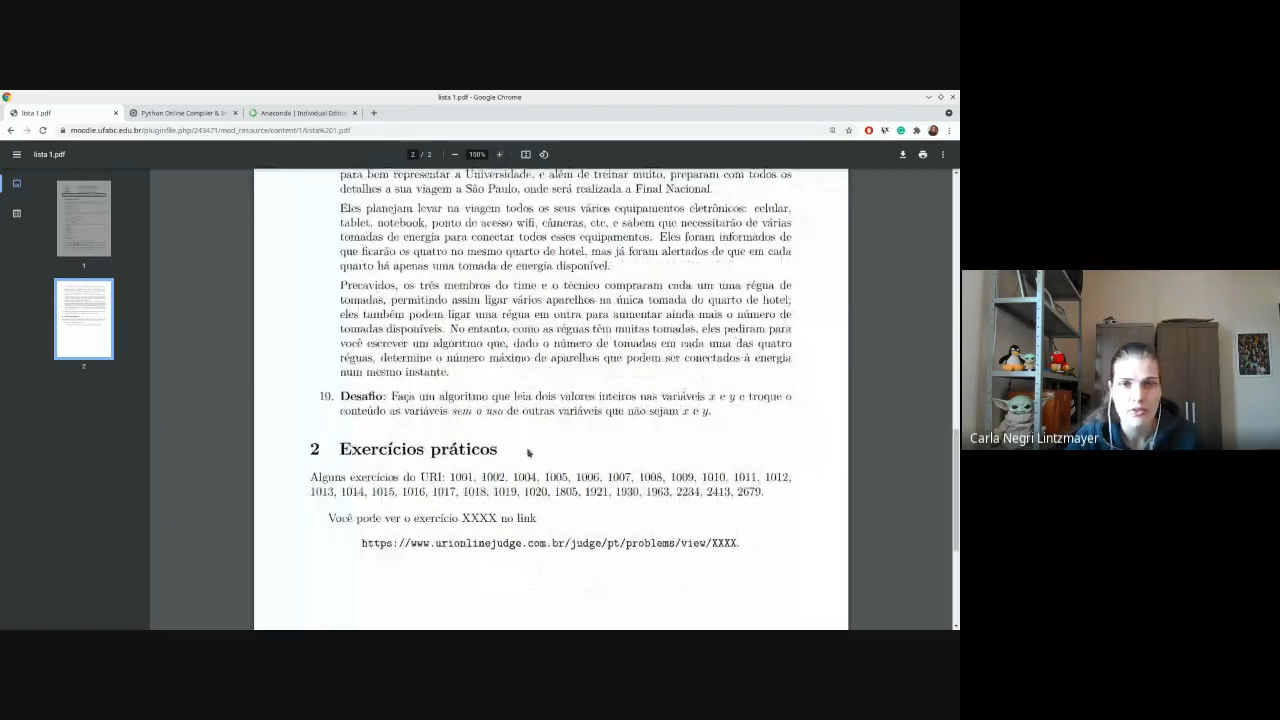 lista 1.pdf - Google Chrome
lista 1.pdf
Python Online Compiler & In
Anaconda | Individual Edition
moodle.ufabc.edu.br/pluginfile.php/243471/mod_resource/content/1/lista%201.pdf
lista 1.pdf
2 / 2
150%
1
2
para bem representar a Universidade, e além de treinar muito, preparam com todos os
detalhes a sua viagem a São Paulo, onde será realizada a Final Nacional.
Eles planejam levar na viagem todos os seus vários equipamentos eletrônicos: celular,
tablet, notebook, ponto de acesso wifi, câmeras, etc, e sabem que necessitarão de várias
tomadas de energia para conectar todos esses equipamentos. Eles foram informados de
que ficarão os quatro no mesmo quarto de hotel, mas já foram alertados de que em cada
quarto há apenas uma tomada de energia disponível.
Precavidos, os três membros do time e o técnico compraram cada um uma régua de
tomadas, permitindo assim ligar vários aparelhos na única tomada do quarto de hotel;
eles também podem ligar uma régua em outra para aumentar ainda mais o número de
tomadas disponíveis. No entanto, como as réguas têm muitas tomadas, eles pediram para
você escrever um algoritmo que, dado o número de tomadas em cada uma das quatro
réguas, determine o número máximo de aparelhos que podem ser conectados à energia
num mesmo instante.
10. Desafio: Faça um algoritmo que leia dois valores inteiros nas variáveis x e y e troque o
conteúdo as variáveis sem o uso de outras variáveis que não sejam x e y.
2 Exercícios práticos
Alguns exercícios do URI: 1001, 1002, 1004, 1005, 1006, 1007, 1008, 1009, 1010, 1011, 1012,
1013, 1014, 1015, 1016, 1017, 1018, 1019, 1020, 1805, 1921, 1930, 1963, 2234, 2413, 2679.
Você pode ver o exercício XXXX no link
https://www.urionlinejudge.com.br/judge/pt/problems/view/XXXX.
Carla Negri Lintzmayer